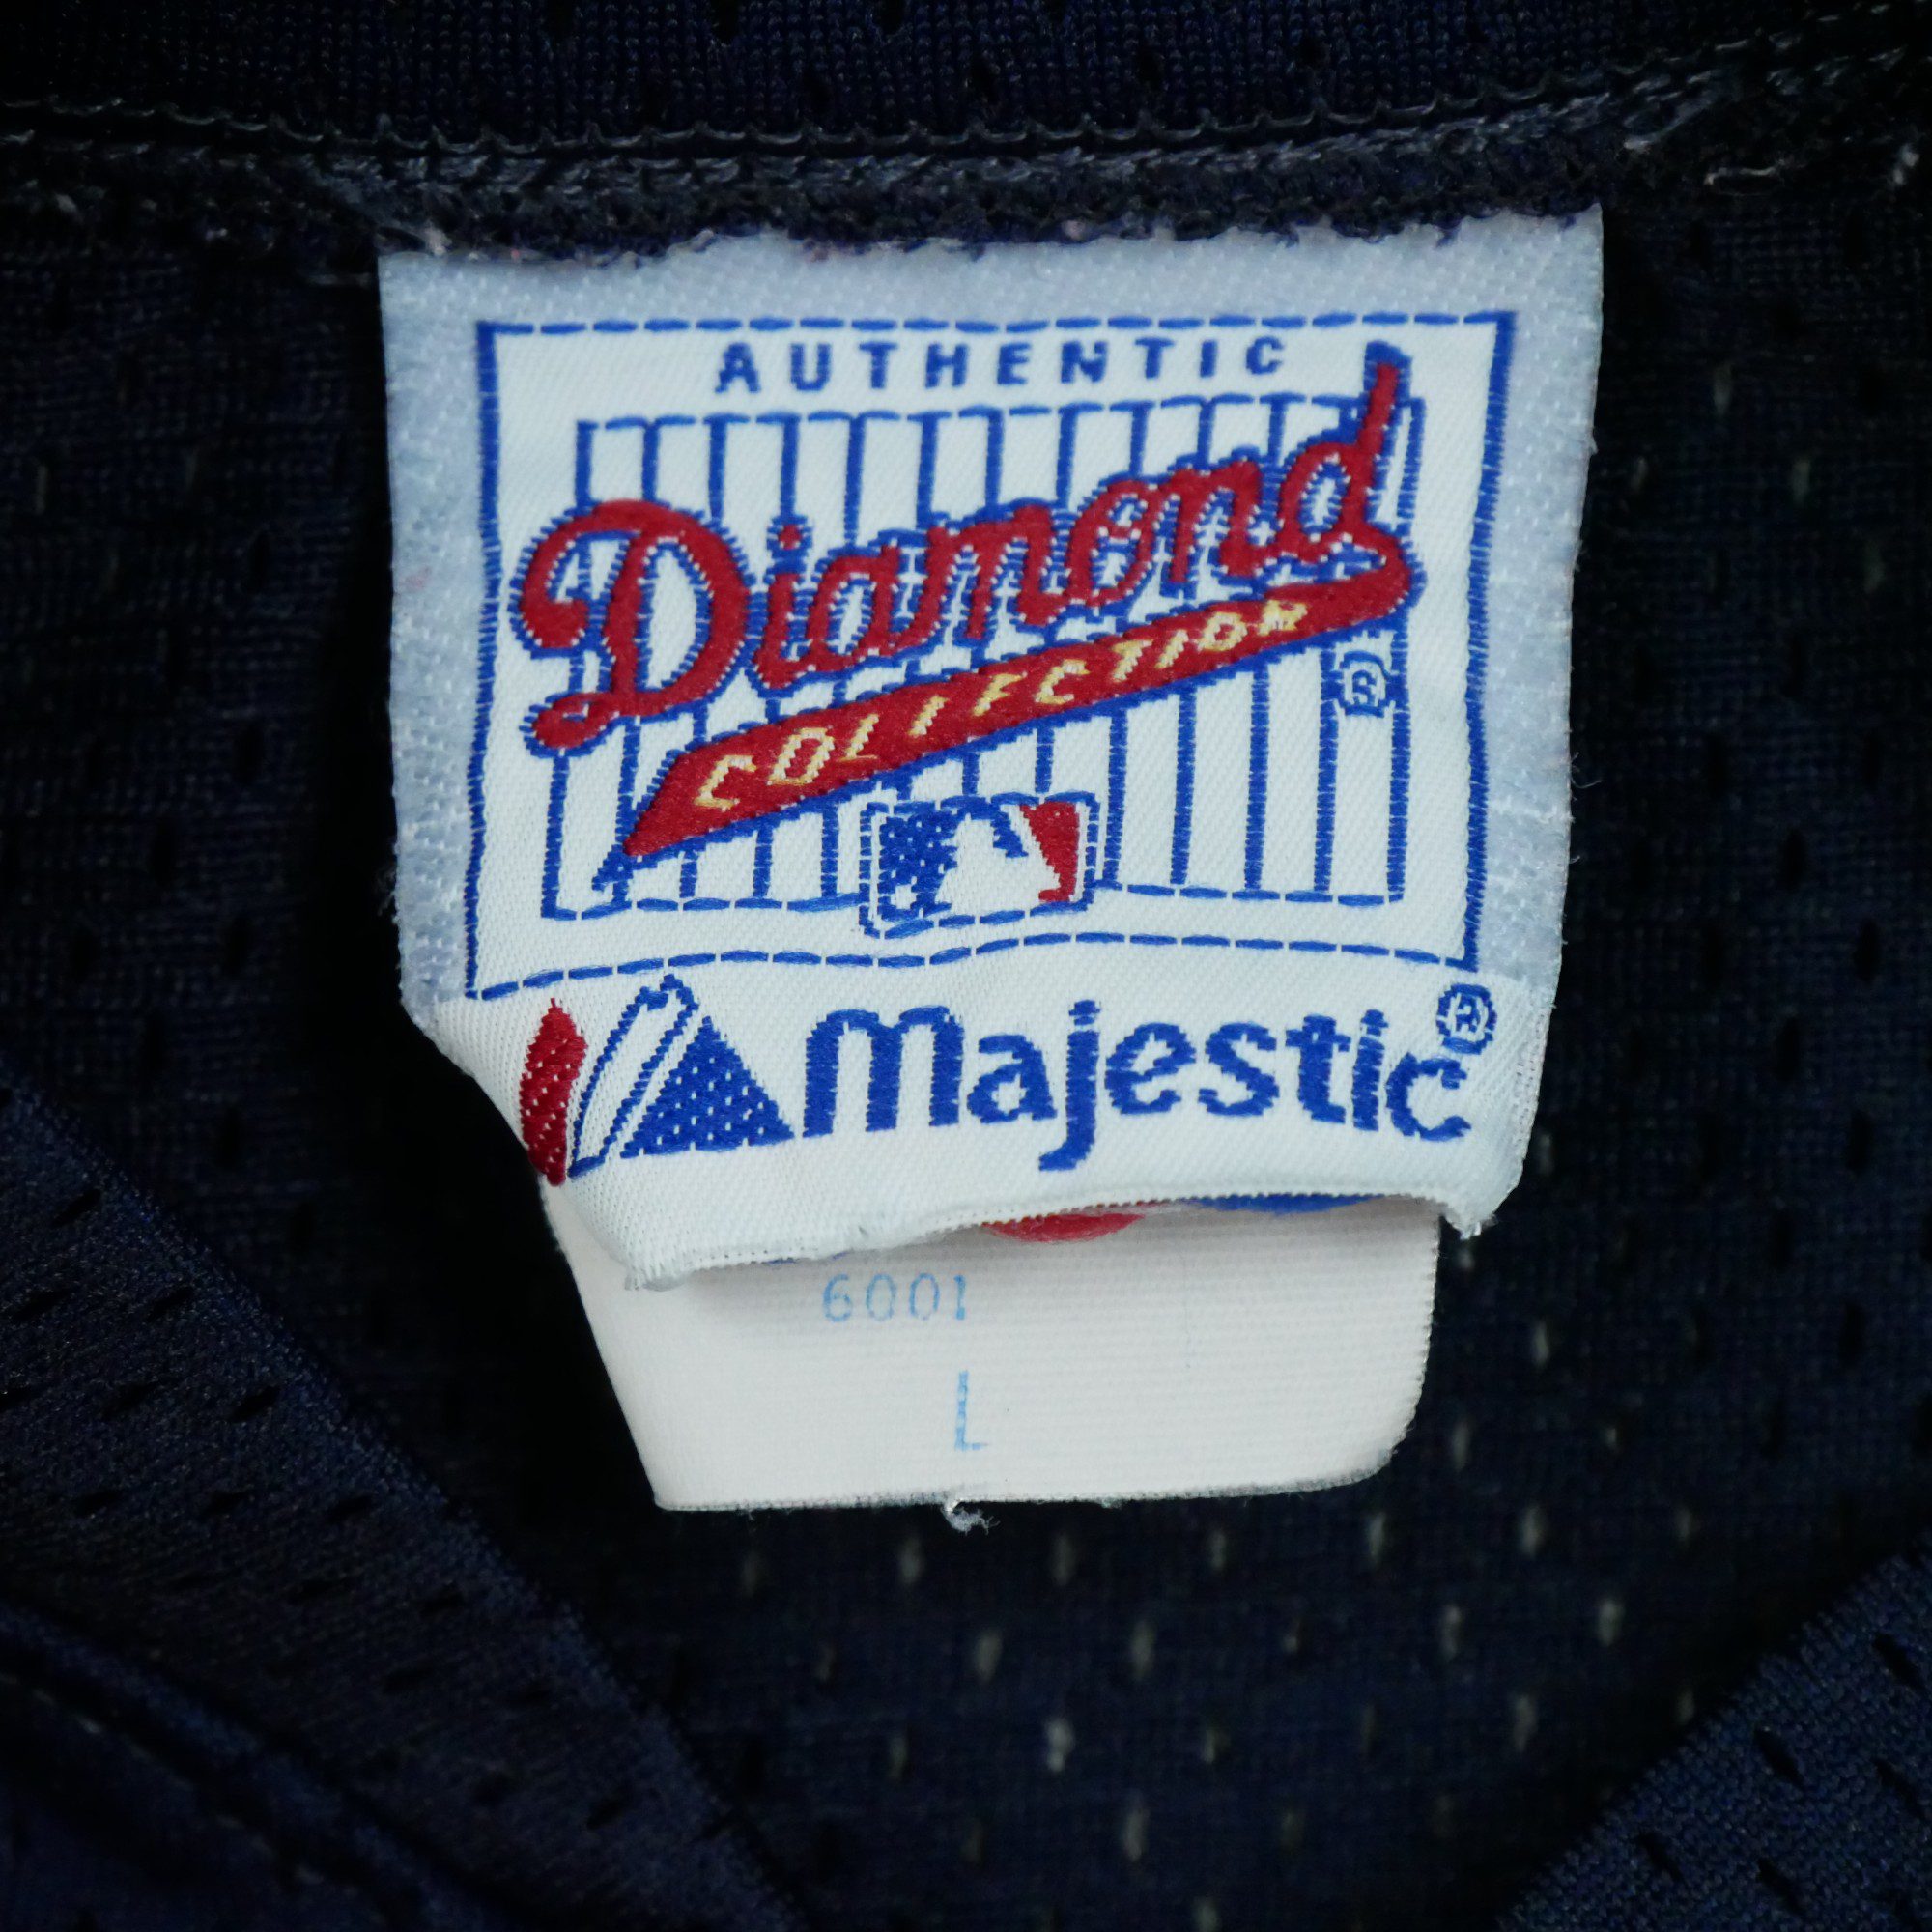 AUTHENTIC
Diamond
COLLECTION
®
Majestic®
6001
L